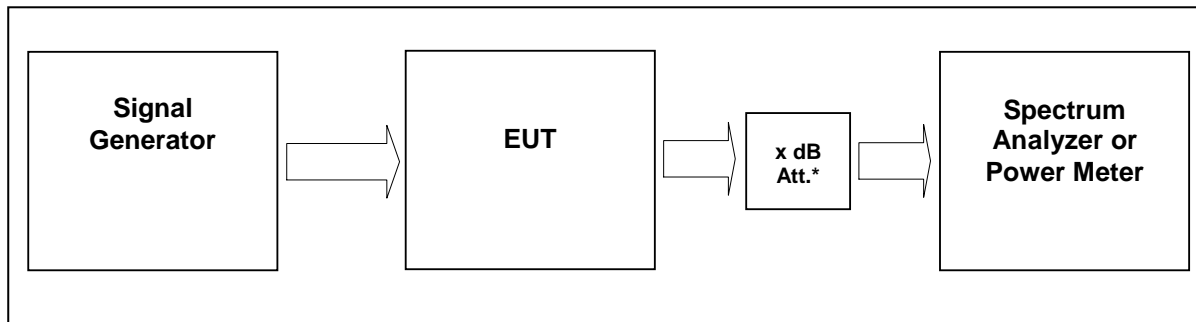 Signal
Generator
EUT
x dB
Att.*
Spectrum
Analyzer or
Power Meter